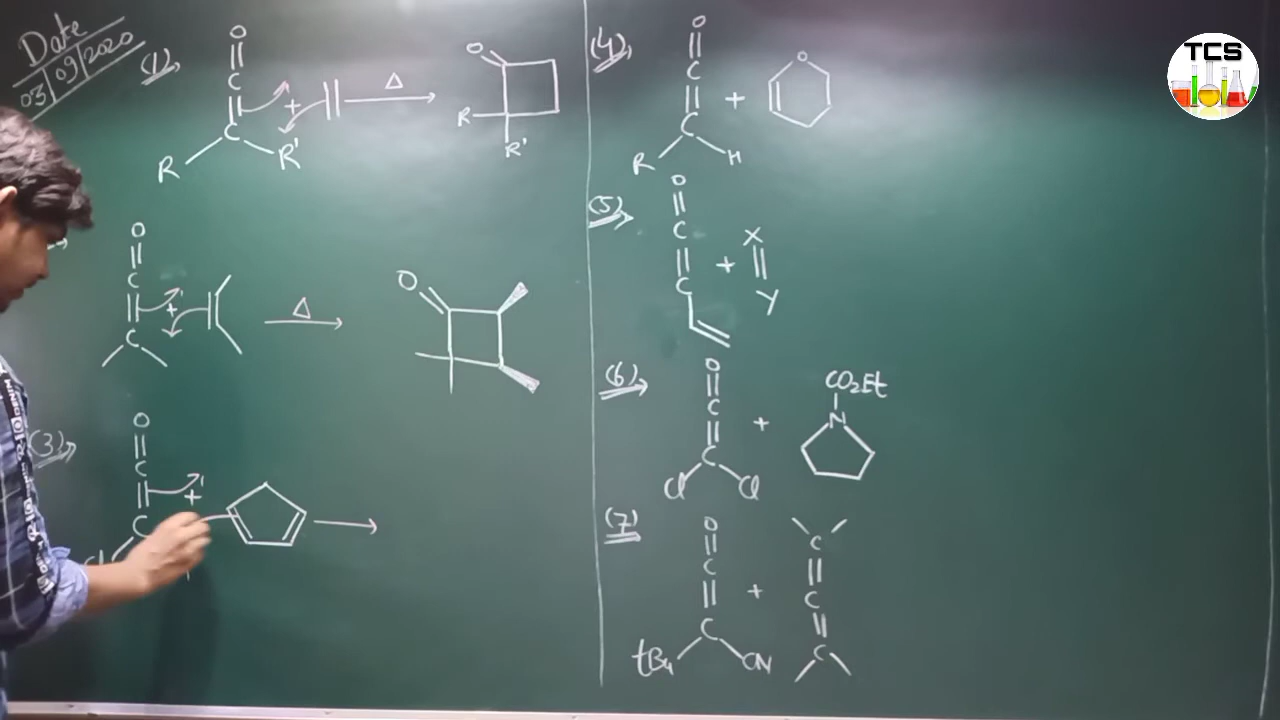 Date
03/09/2020
(1)
O
C
C
R
R'
+
Δ
O
R
R'
O
C
C
+
Δ
O
(3)
O
C
C
+
(4)
O
C
C
R
H
+
O
(5)
O
C
C
+
X
Y
(6)
O
C
C
Cl
Cl
+
CO₂Et
N
(7)
O
C
C
tBu
CN
+
C
C
C
TCS